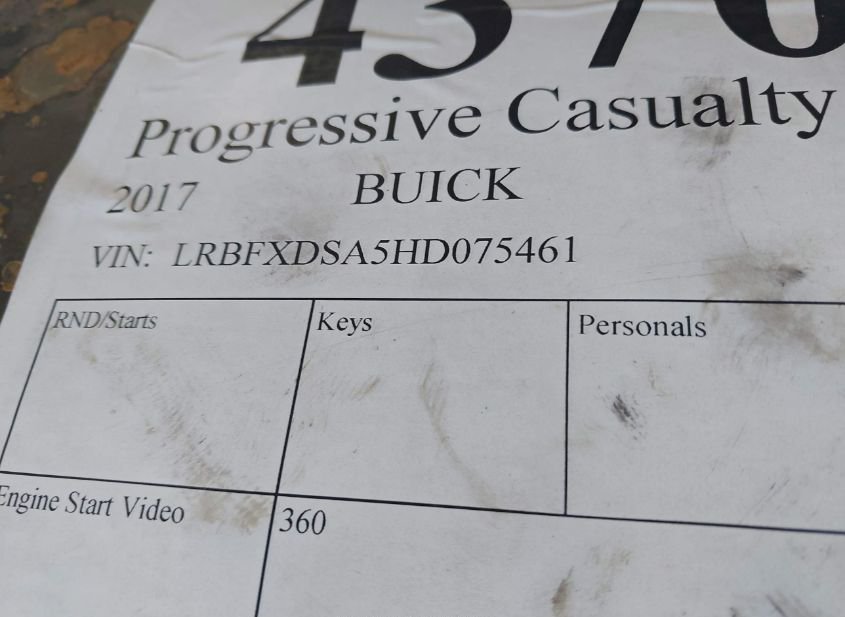 Progressive Casualty
2017 BUICK
VIN: LRBFXDSA5HD075461
RND/Starts Keys Personals
Engine Start Video 360